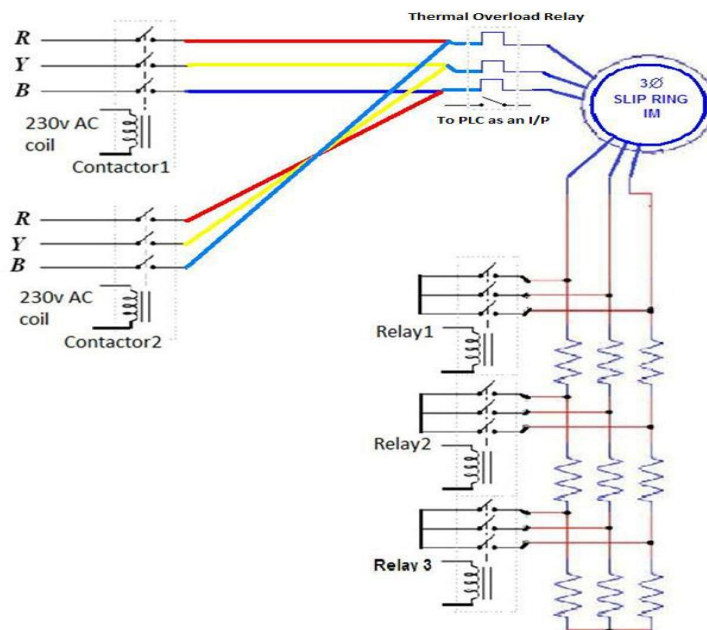 Thermal Overload Relay
R
Y
B
3Ø
SLIP RING
IM
To PLC as an I/P
230v AC
coil
Contactor1
R
Y
B
230v AC
coil
Contactor2
Relay1
Relay2
Relay 3